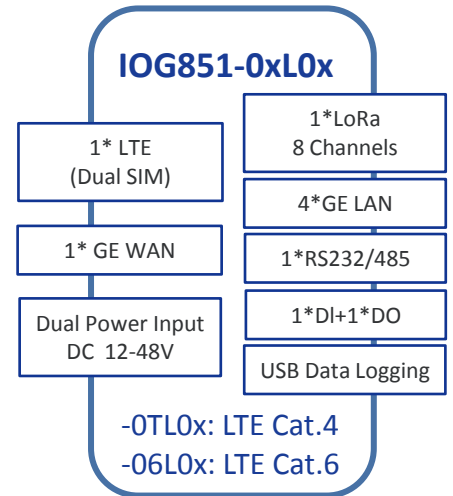 IOG851-0xL0x
1* LTE
(Dual SIM)
1* GE WAN
Dual Power Input
DC 12-48V
1*LoRa
8 Channels
4*GE LAN
1*RS232/485
1*DI+1*DO
USB Data Logging
-0TL0x: LTE Cat.4
-06L0x: LTE Cat.6